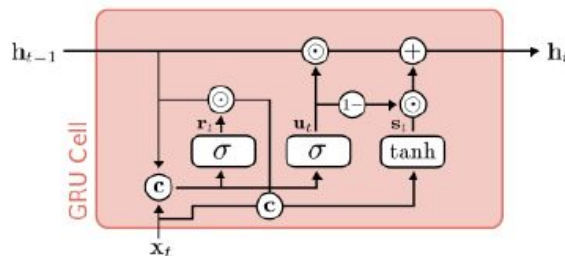 h_{t-1}
h_t
r_t
u_t
1-
s_t
σ
σ
tanh
+
c
c
x_t
GRU Cell